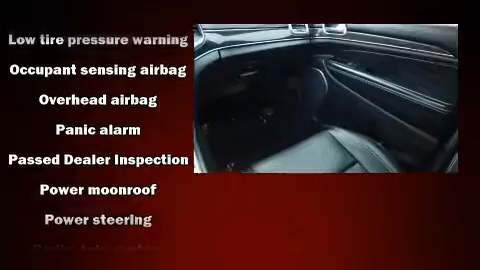 Low tire pressure warning
Occupant sensing airbag
Overhead airbag
Panic alarm
Passed Dealer Inspection
Power moonroof
Power steering